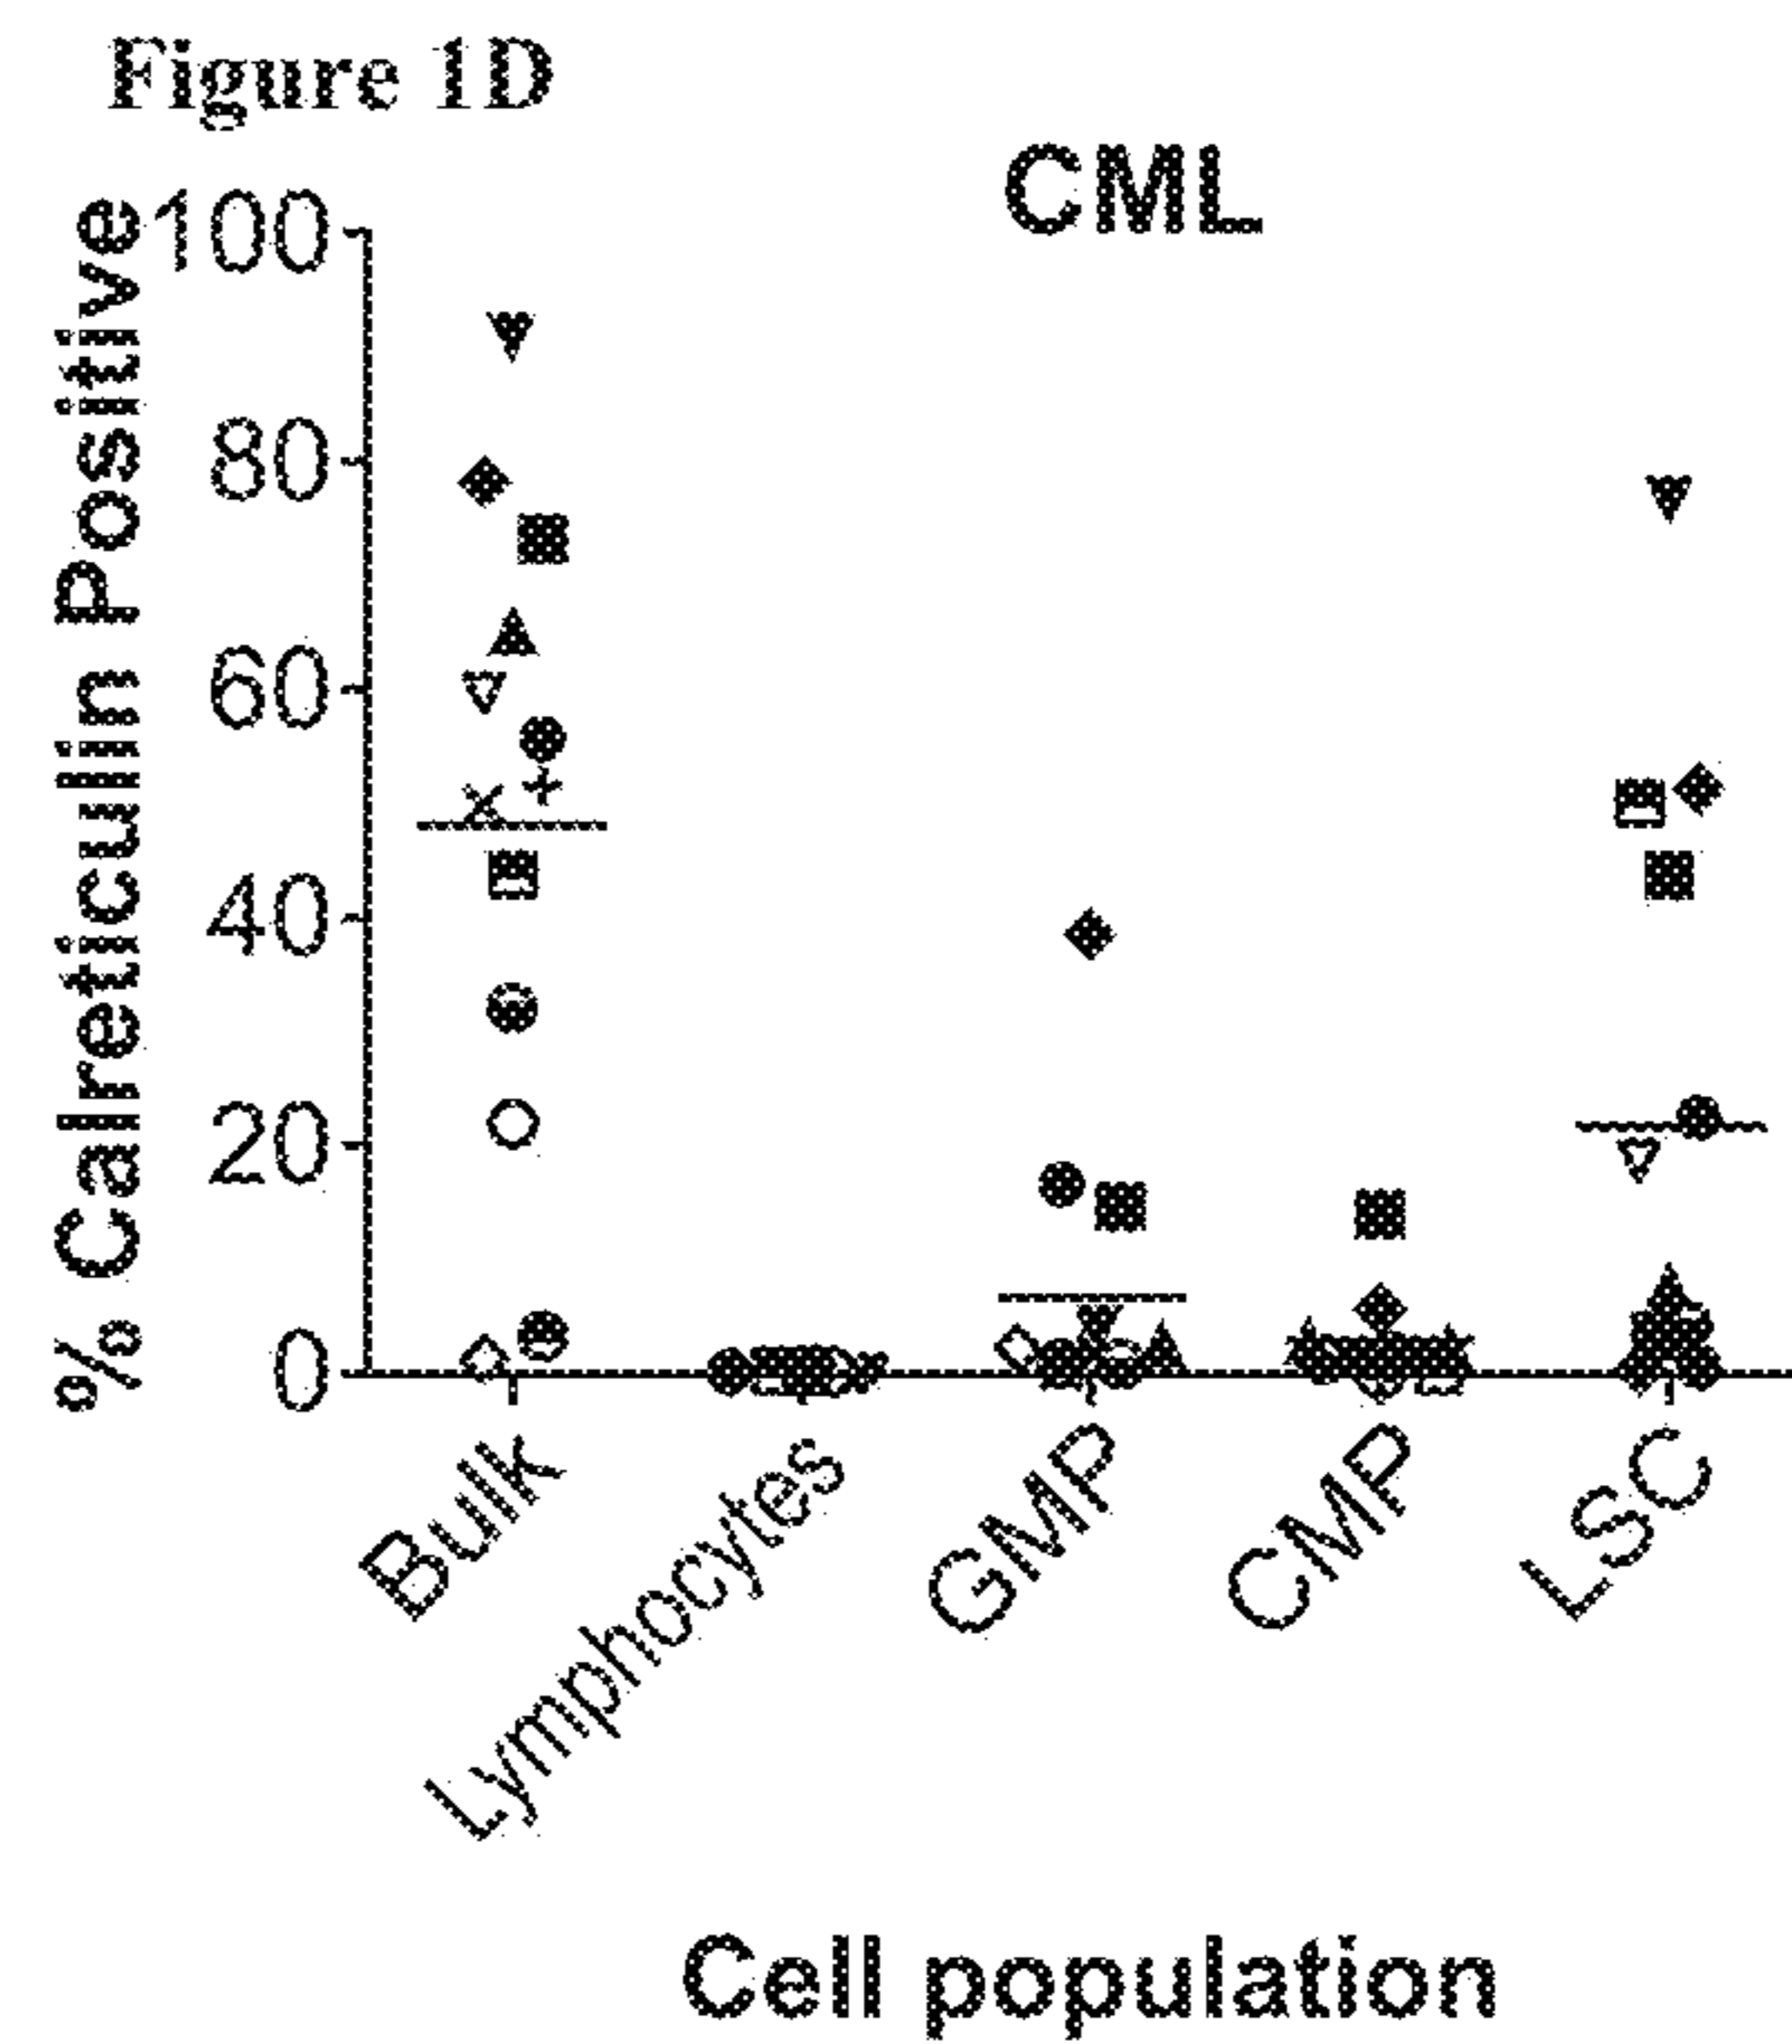 Figure 1D
CML
% Calreticulin Positive
100
80
60
40
20
0
Bulk
Lymphocytes
GMP
CMP
LSC
Cell population